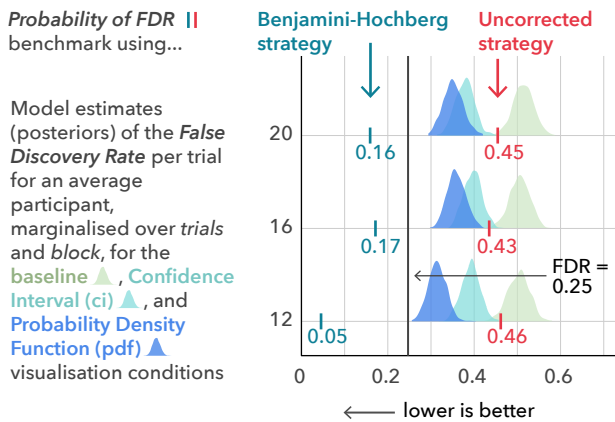 Probability of FDR
benchmark using...
Benjamini-Hochberg
strategy
Uncorrected
strategy
Model estimates
(posteriors) of the False
Discovery Rate per trial
for an average
participant,
marginalised over trials
and block, for the
baseline , Confidence
Interval (ci) , and
Probability Density
Function (pdf)
visualisation conditions
20
0.16
0.45
16
0.17
0.43
FDR =
0.25
12
0.05
0.46
0 0.2 0.4 0.6
lower is better